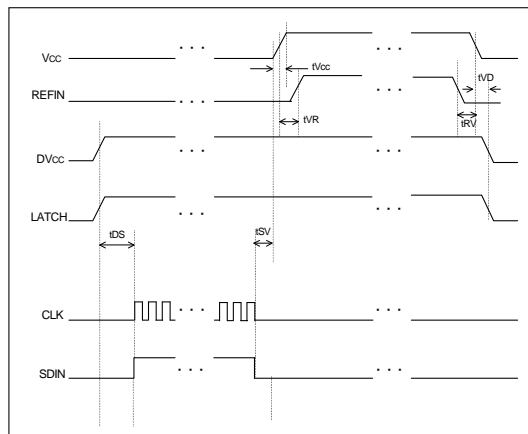 Vcc
tVcc
tVD
REFIN
tVR
tRV
DVcc
LATCH
tDS
tSV
CLK
SDIN